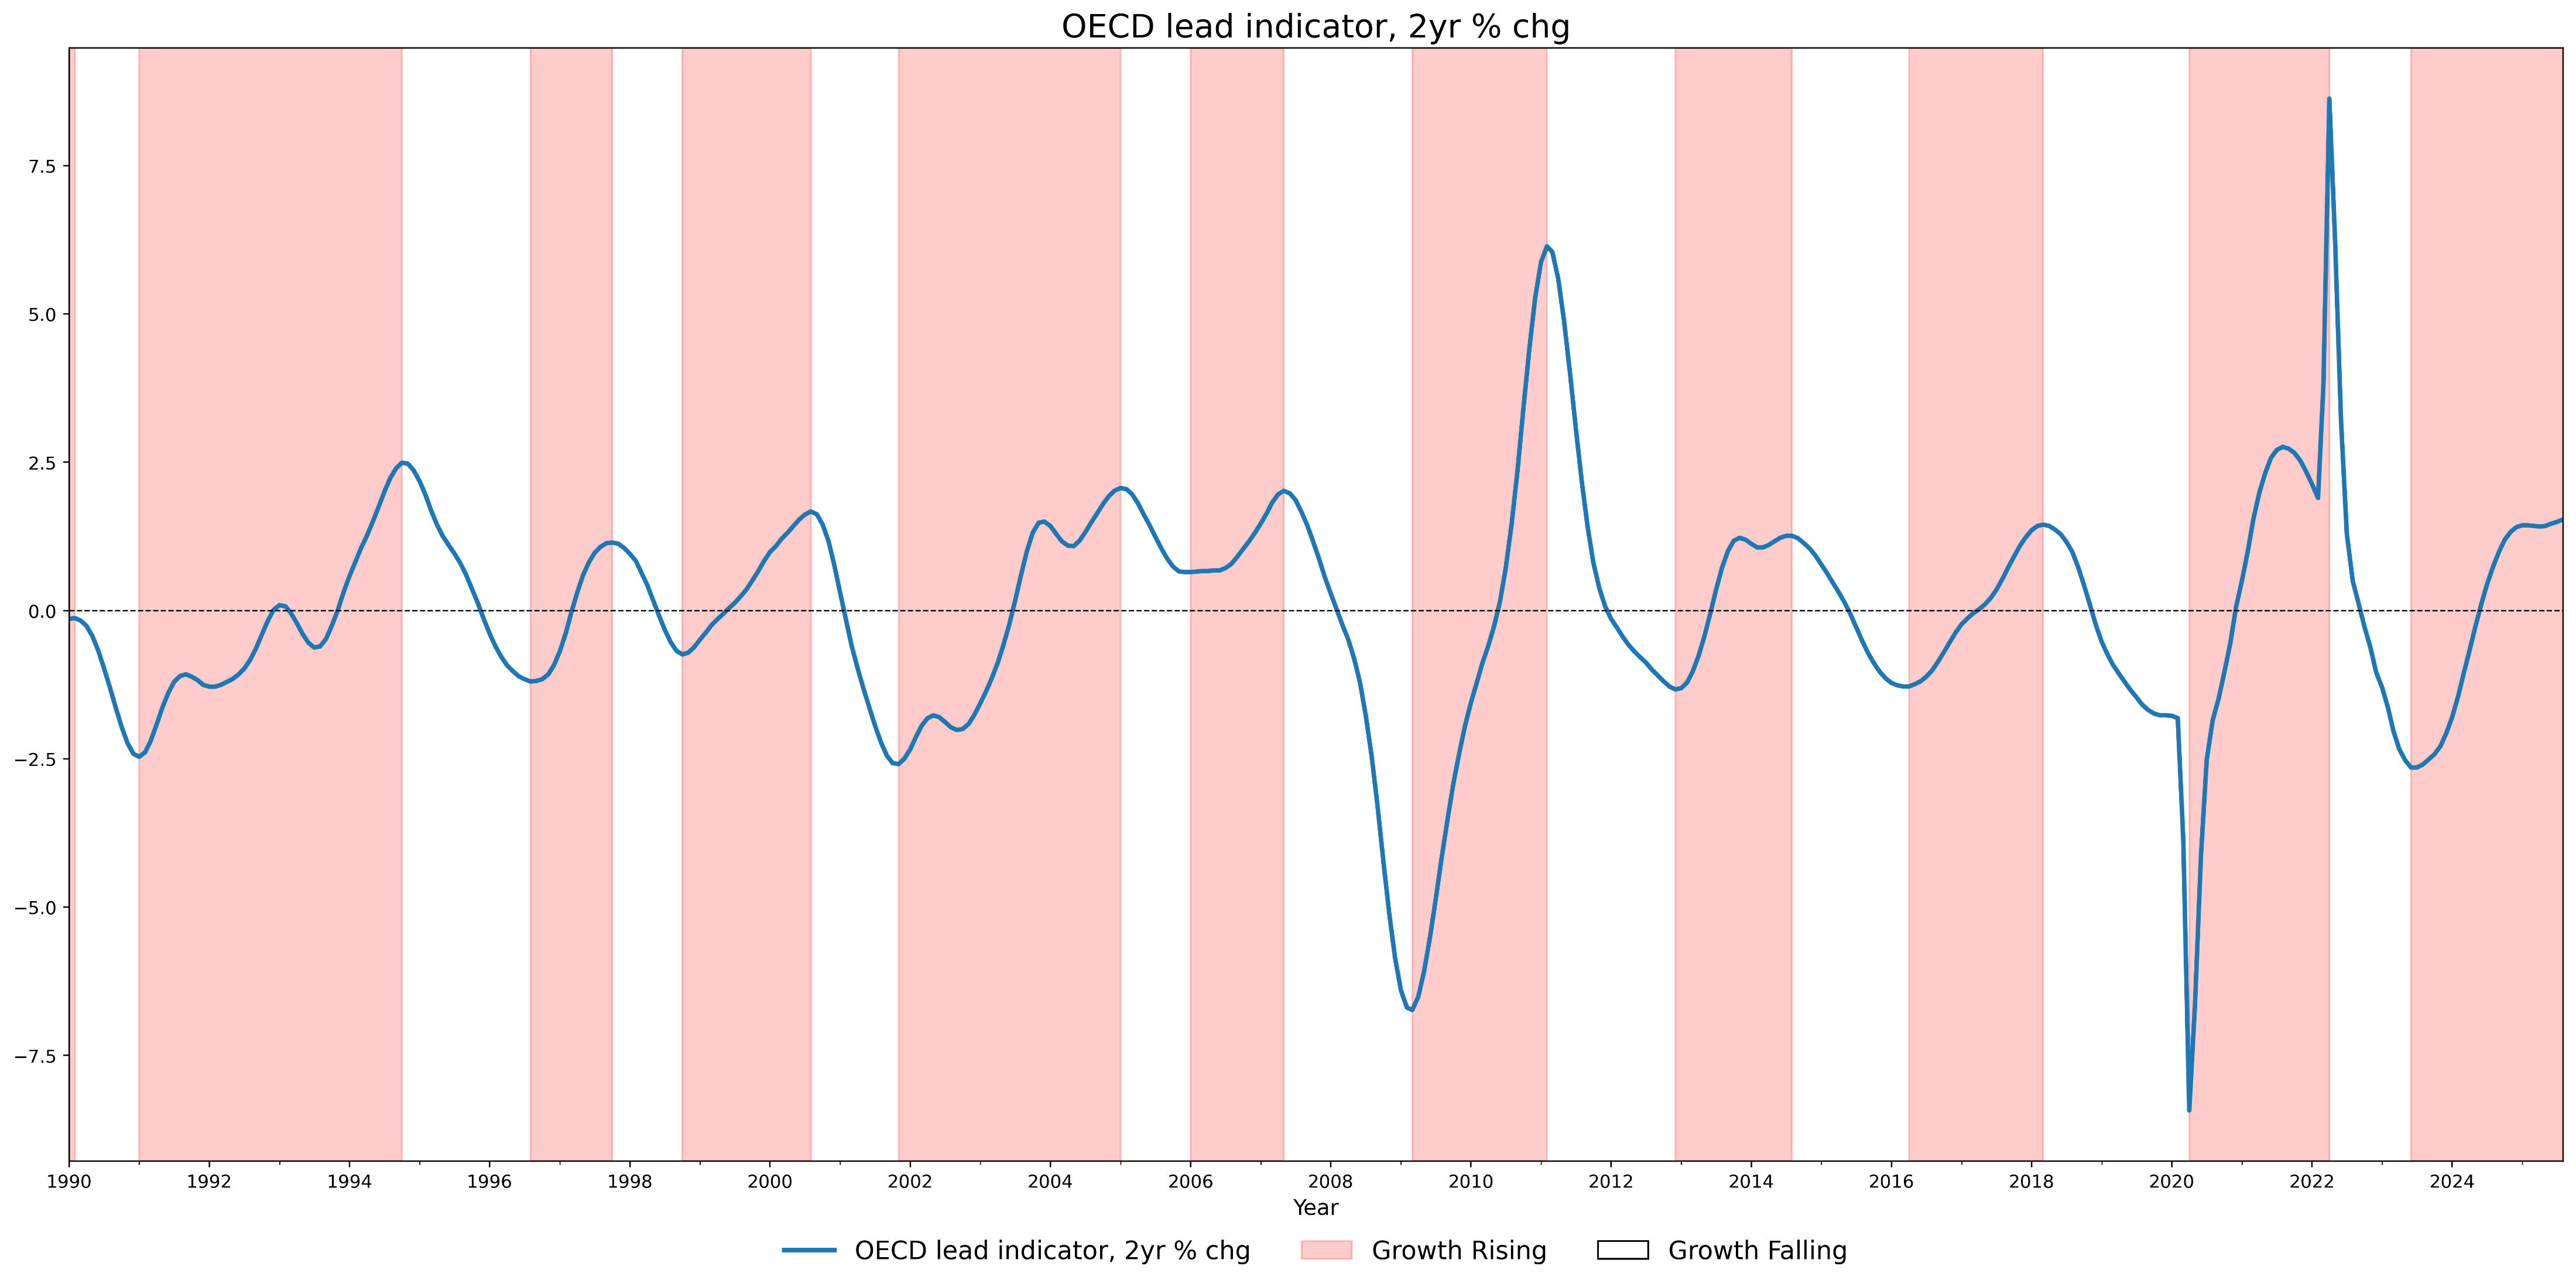 OECD lead indicator, 2yr % chg
7.5
5.0
2.5
0.0
−2.5
−5.0
−7.5
1990 1992 1994 1996 1998 2000 2002 2004 2006 2008 2010 2012 2014 2016 2018 2020 2022 2024
Year
OECD lead indicator, 2yr % chg Growth Rising Growth Falling